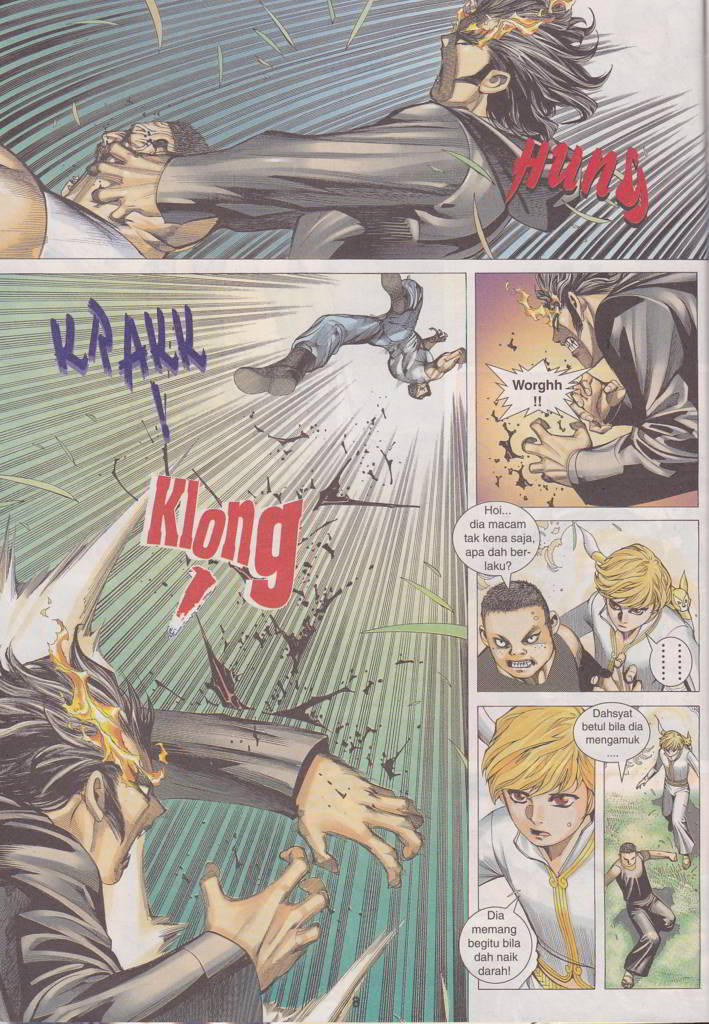 Hung
KRAKK
!
Klong
!
Worghh
!!
Hoi...
dia macam
tak kena saja,
apa dah ber-
laku?
......
Dahsyat
betul bila dia
mengamuk
....
Dia
memang
begitu bila
dah naik
darah!
8